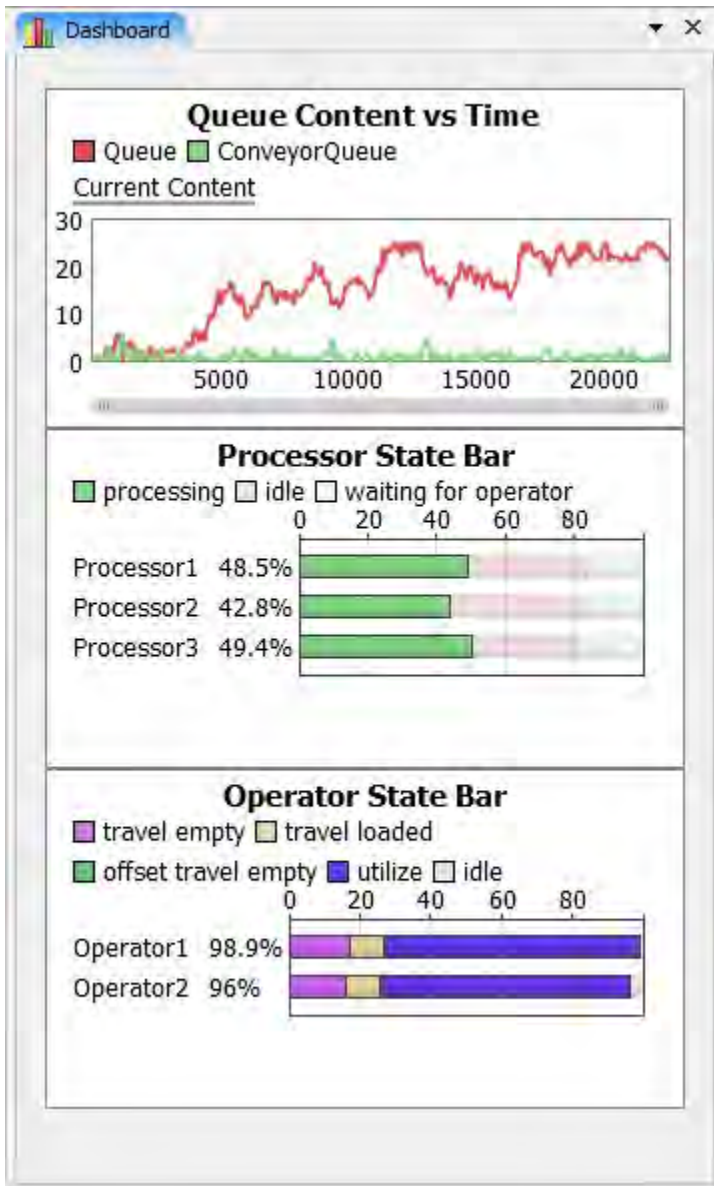 Dashboard
Queue Content vs Time
Queue ConveyorQueue
Current Content
30
20
10
0
5000 10000 15000 20000
Processor State Bar
processing idle waiting for operator
0 20 40 60 80
Processor1 48.5%
Processor2 42.8%
Processor3 49.4%
Operator State Bar
travel empty travel loaded
offset travel empty utilize idle
0 20 40 60 80
Operator1 98.9%
Operator2 96%